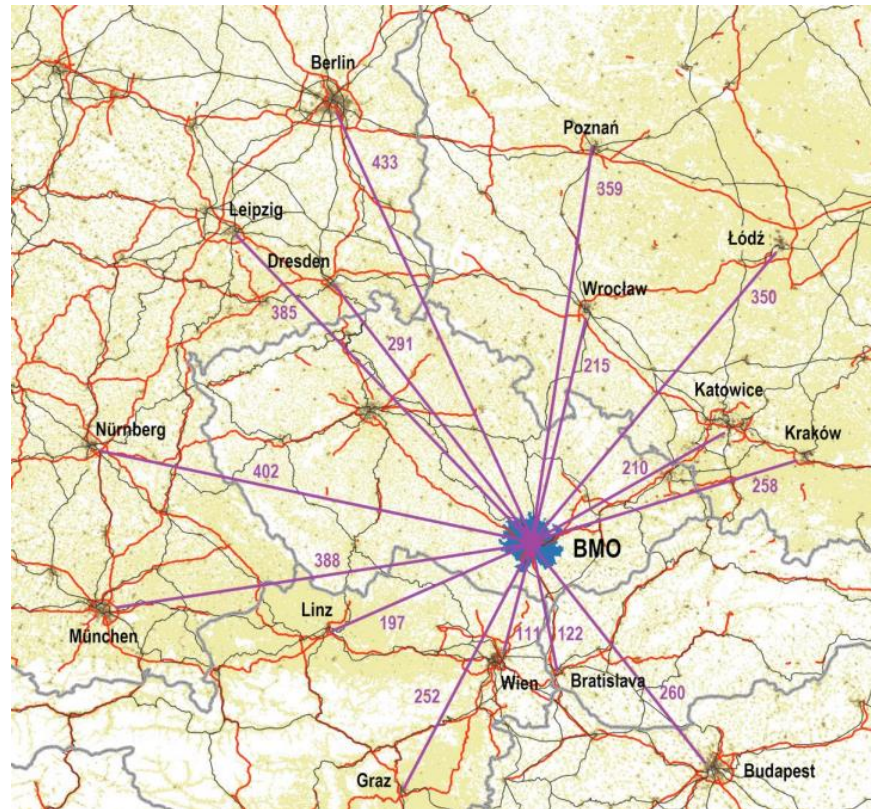 Berlin
Poznań
433
359
Leipzig
Łódź
Dresden
Wrocław
385
350
291
215
Katowice
Nürnberg
Kraków
402
210
258
BMO
388
Linz
197
111
122
München
Wien
Bratislava
252
260
Graz
Budapest